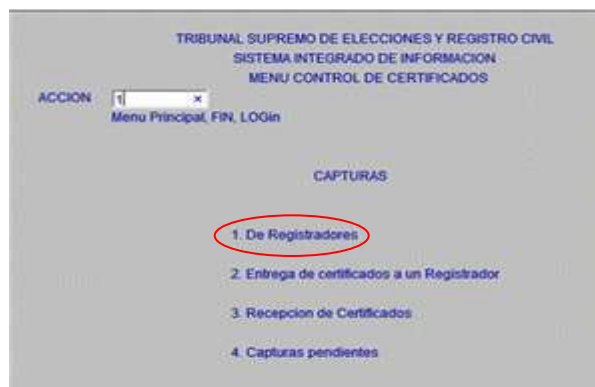 TRIBUNAL SUPREMO DE ELECCIONES Y REGISTRO CIVIL
SISTEMA INTEGRADO DE INFORMACION
MENU CONTROL DE CERTIFICADOS
ACCION 1 ×
Menu Principal, FIN, LOGin
CAPTURAS
1. De Registradores
2. Entrega de certificados a un Registrador
3. Recepcion de Certificados
4. Capturas pendientes